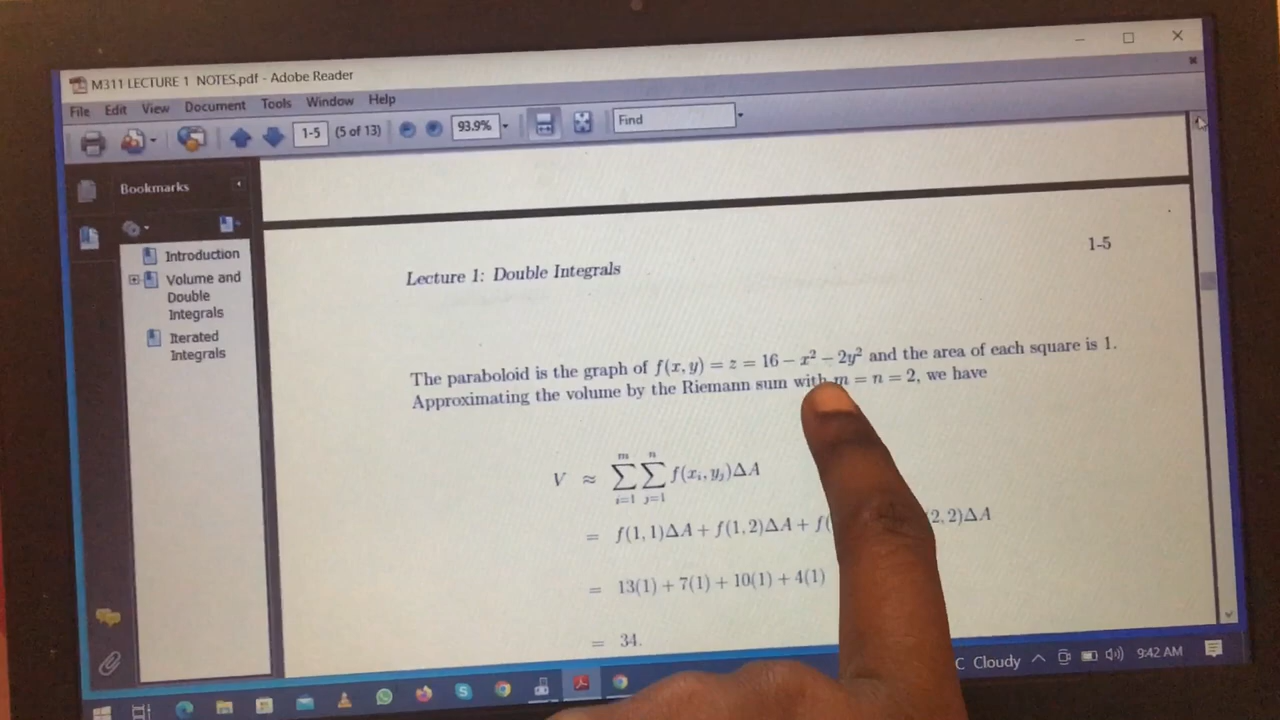 M311 LECTURE 1 NOTES.pdf - Adobe Reader
File Edit View Document Tools Window Help
1-5 (5 of 13) 93.9% Find
Bookmarks
Introduction
Volume and
Double
Integrals
Iterated
Integrals
Lecture 1: Double Integrals 1-5
The paraboloid is the graph of f(x, y) = z = 16 − x² − 2y² and the area of each square is 1.
Approximating the volume by the Riemann sum with m = n = 2, we have
V ≈ ∑_{i=1}^{m} ∑_{j=1}^{n} f(x_i, y_j)ΔA
= f(1, 1)ΔA + f(1, 2)ΔA + f( 2, 2)ΔA
= 13(1) + 7(1) + 10(1) + 4(1)
= 34.
C Cloudy 9:42 AM